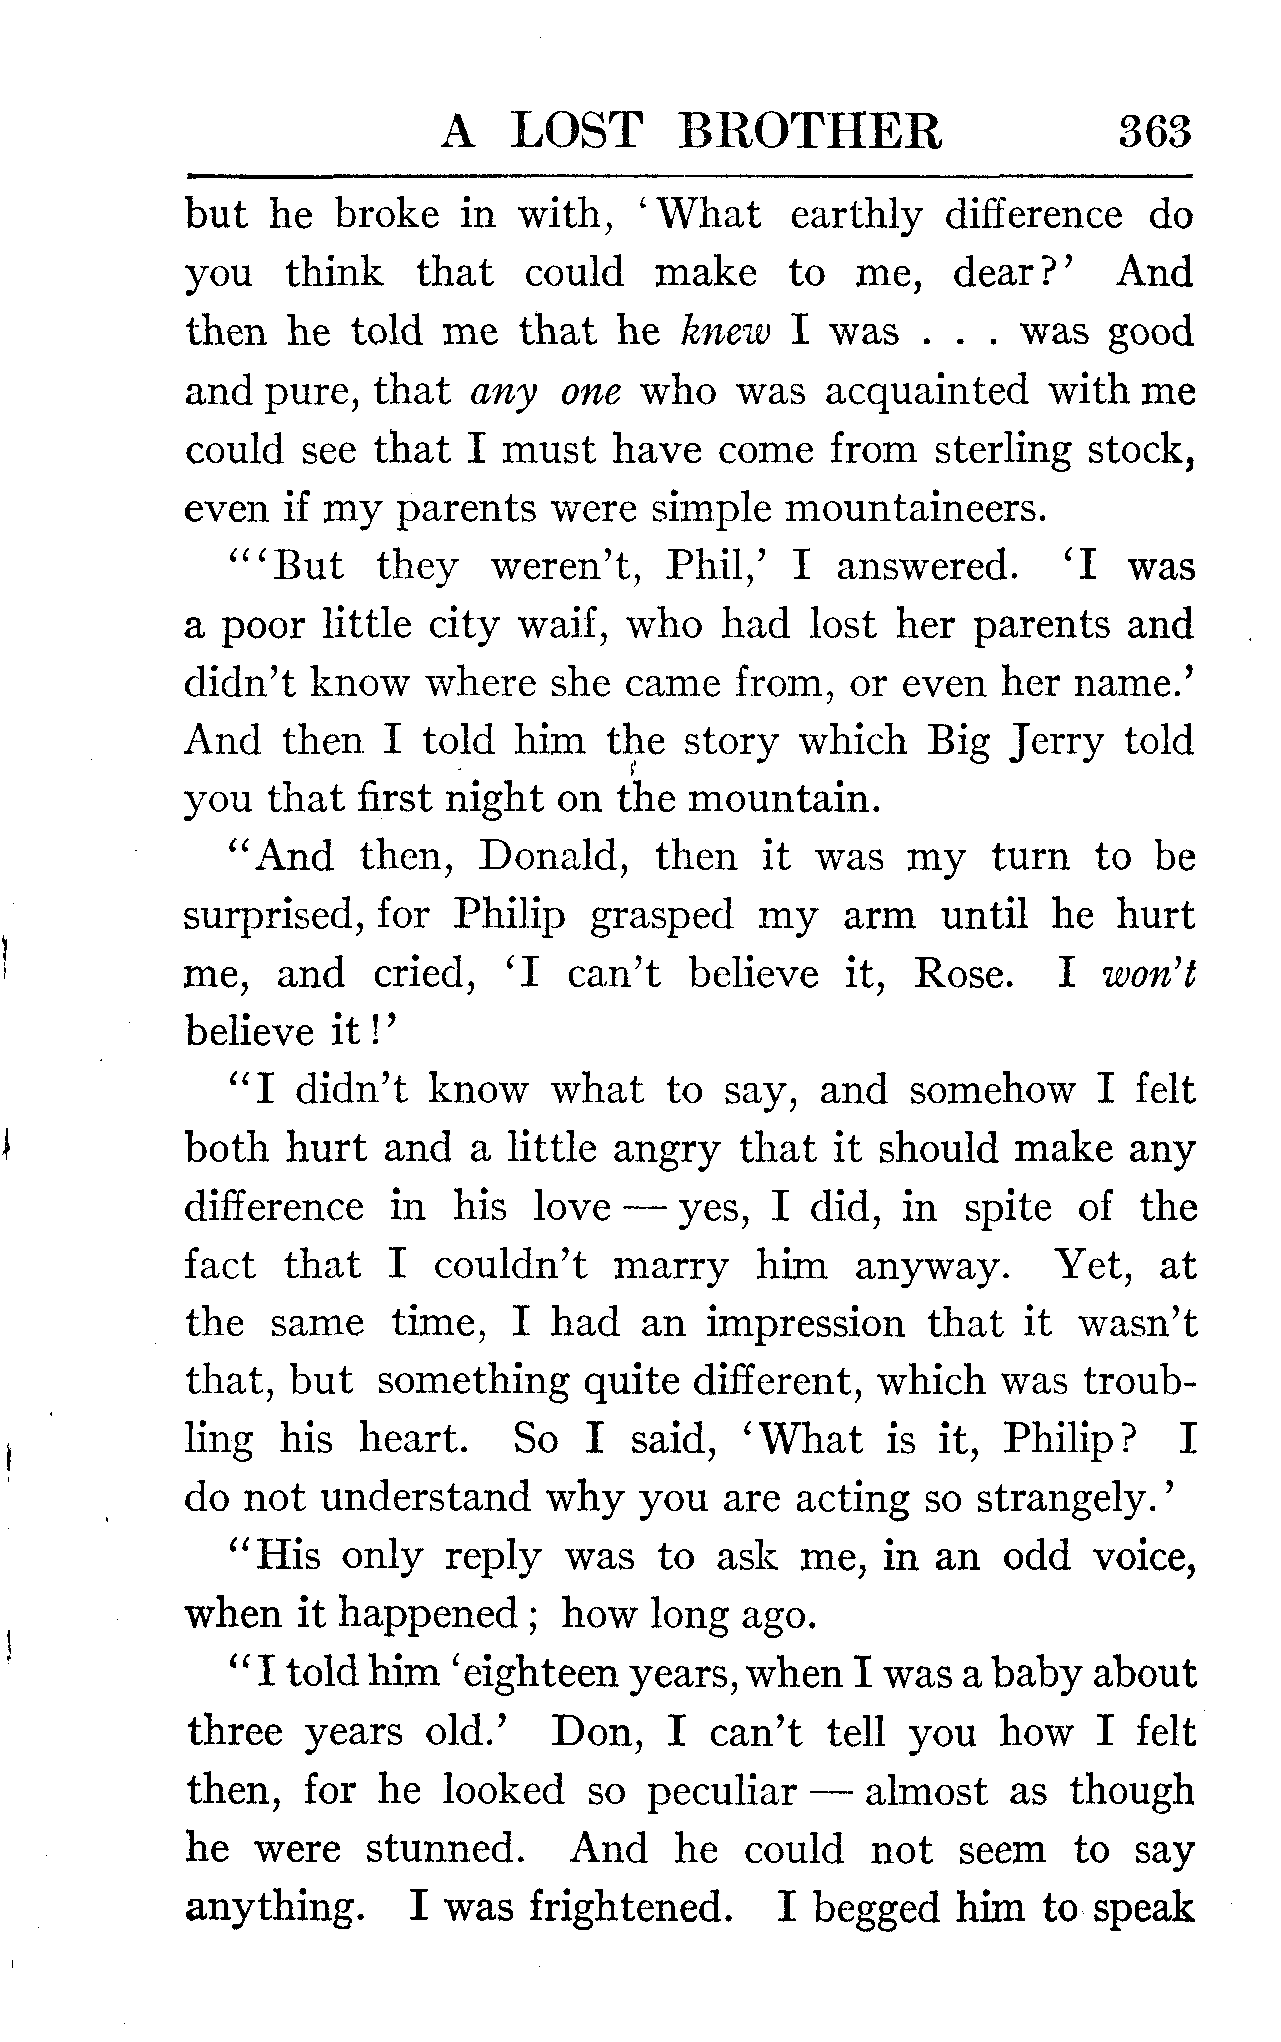 A LOST BROTHER 363
but he broke in with, ‘What earthly difference do
you think that could make to me, dear?’ And
then he told me that he knew I was . . . was good
and pure, that any one who was acquainted with me
could see that I must have come from sterling stock,
even if my parents were simple mountaineers.
“‘But they weren’t, Phil,’ I answered. ‘I was
a poor little city waif, who had lost her parents and
didn’t know where she came from, or even her name.’
And then I told him the story which Big Jerry told
you that first night on the mountain.
“And then, Donald, then it was my turn to be
surprised, for Philip grasped my arm until he hurt
me, and cried, ‘I can’t believe it, Rose. I won’t
believe it!’
“I didn’t know what to say, and somehow I felt
both hurt and a little angry that it should make any
difference in his love — yes, I did, in spite of the
fact that I couldn’t marry him anyway. Yet, at
the same time, I had an impression that it wasn’t
that, but something quite different, which was troub-
ling his heart. So I said, ‘What is it, Philip? I
do not understand why you are acting so strangely.’
“His only reply was to ask me, in an odd voice,
when it happened; how long ago.
“I told him ‘eighteen years, when I was a baby about
three years old.’ Don, I can’t tell you how I felt
then, for he looked so peculiar — almost as though
he were stunned. And he could not seem to say
anything. I was frightened. I begged him to speak